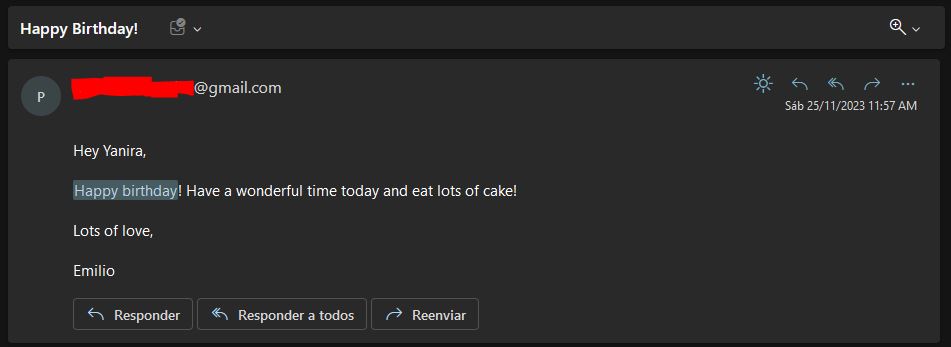 Happy Birthday!
P
@gmail.com
Sáb 25/11/2023 11:57 AM
Hey Yanira,
Happy birthday! Have a wonderful time today and eat lots of cake!
Lots of love,
Emilio
Responder Responder a todos Reenviar